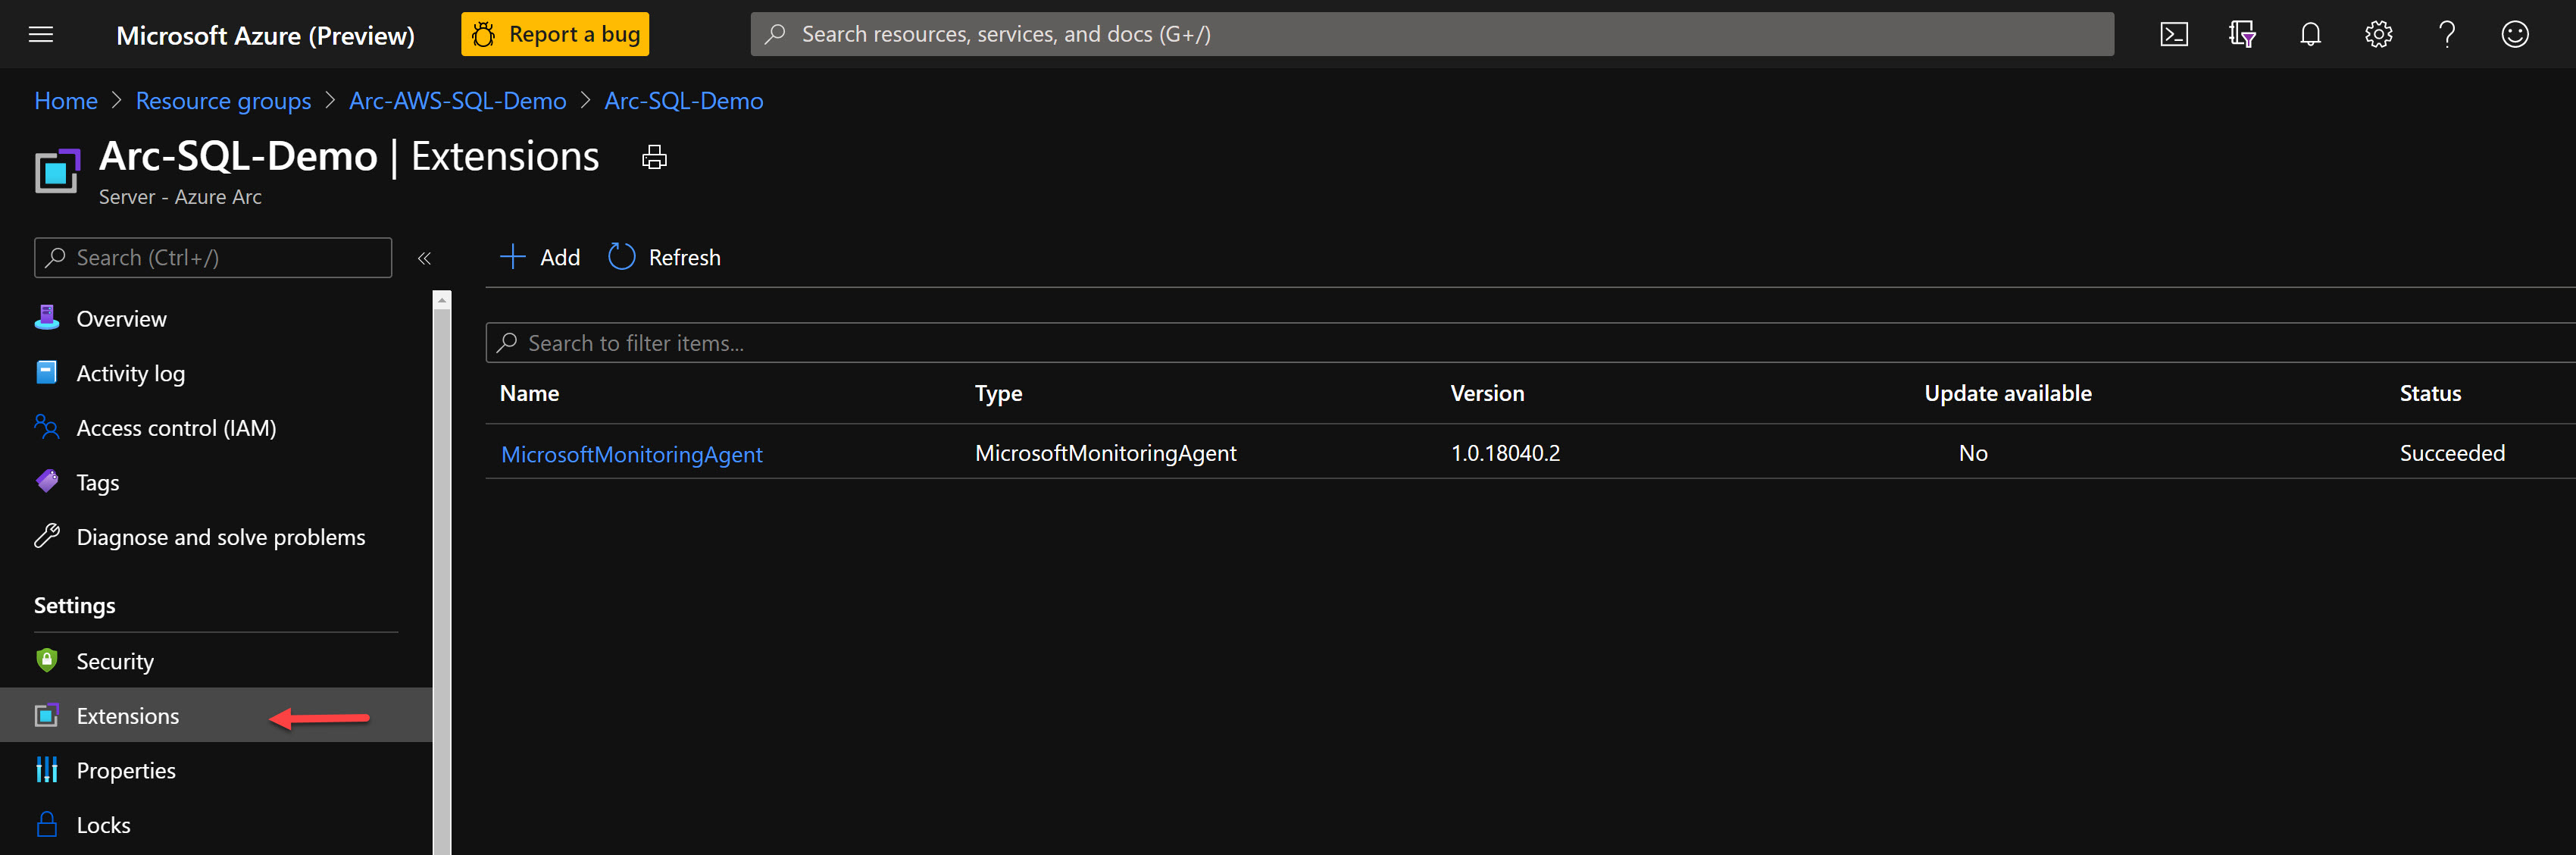 Microsoft Azure (Preview)
Report a bug
Search resources, services, and docs (G+/)
Home > Resource groups > Arc-AWS-SQL-Demo > Arc-SQL-Demo
Arc-SQL-Demo | Extensions
Server - Azure Arc
Search (Ctrl+/)
«
Overview
Activity log
Access control (IAM)
Tags
Diagnose and solve problems
Settings
Security
Extensions
Properties
Locks
Add
Refresh
Search to filter items...
Name Type Version Update available Status
MicrosoftMonitoringAgent MicrosoftMonitoringAgent 1.0.18040.2 No Succeeded